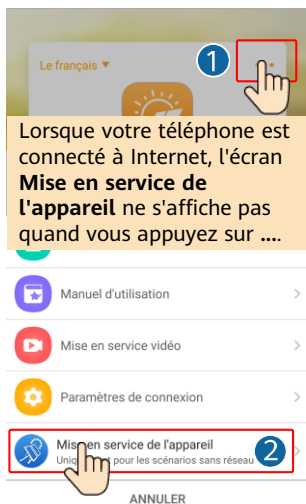 Le français ▼
1
Lorsque votre téléphone est
connecté à Internet, l'écran
Mise en service de
l'appareil ne s'affiche pas
quand vous appuyez sur ....
Manuel d'utilisation
Mise en service vidéo
Paramètres de connexion
Mise en service de l'appareil
pour les scénarios sans réseau
2
ANNULER